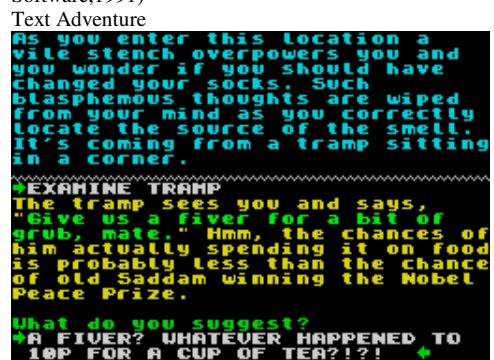 Software,1991)
Text Adventure
As you enter this location a
vile stench overpowers you and
you wonder if you should have
changed your socks. Such
blasphemous thoughts are wiped
from your mind as you correctly
locate the source of the smell.
It's coming from a tramp sitting
in a corner.
EXAMINE TRAMP
The tramp sees you and says,
"Give us a fiver for a bit of
grub, mate." Hmm, the chances of
him actually spending it on food
is probably less than the chance
of old Saddam winning the Nobel
Peace Prize.
What do you suggest?
A FIVER? WHATEVER HAPPENED TO
10P FOR A CUP OF TEA?!?!